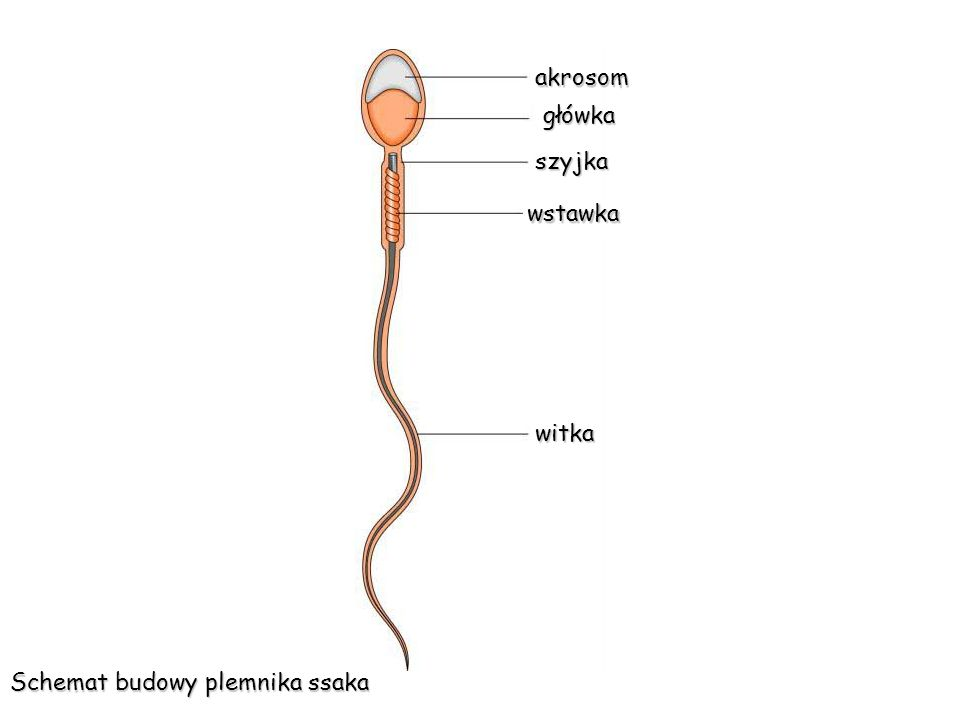 akrosom
główka
szyjka
wstawka
witka
Schemat budowy plemnika ssaka